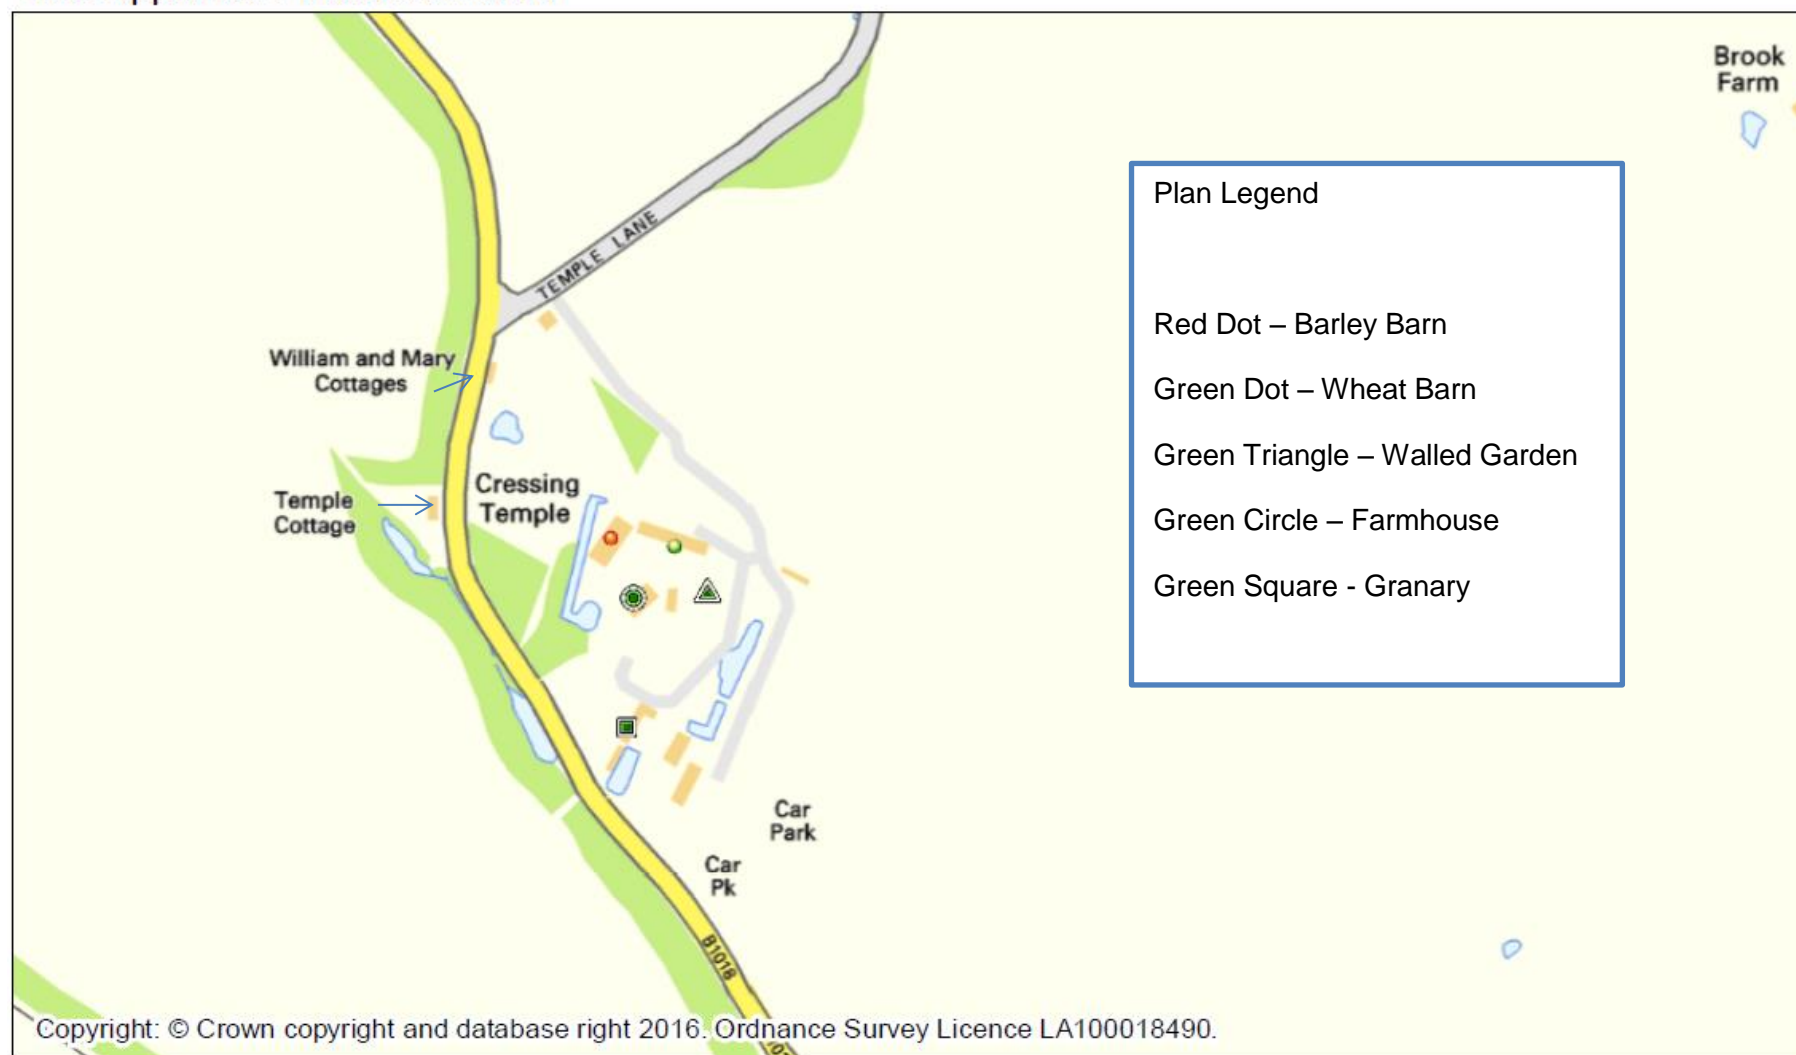 Brook
Farm
Plan Legend
TEMPLE LANE
Red Dot – Barley Barn
William and Mary
Cottages
Green Dot – Wheat Barn
Green Triangle – Walled Garden
Cressing
Temple
Temple
Cottage
Green Circle – Farmhouse
Green Square - Granary
Car
Park
Car
Pk
B1018
Copyright: © Crown copyright and database right 2016. Ordnance Survey Licence LA100018490.